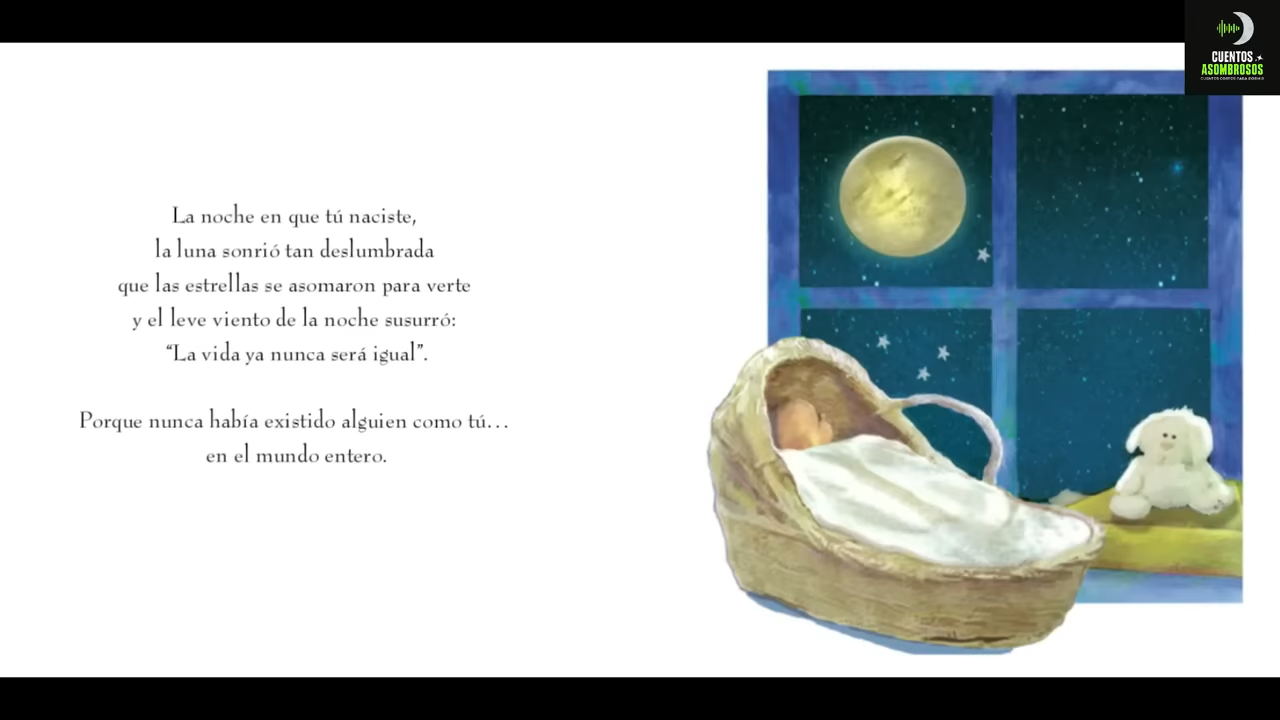 La noche en que tú naciste,
la luna sonrió tan deslumbrada
que las estrellas se asomaron para verte
y el leve viento de la noche susurró:
“La vida ya nunca será igual”.
Porque nunca había existido alguien como tú...
en el mundo entero.
CUENTOS
ASOMBROSOS